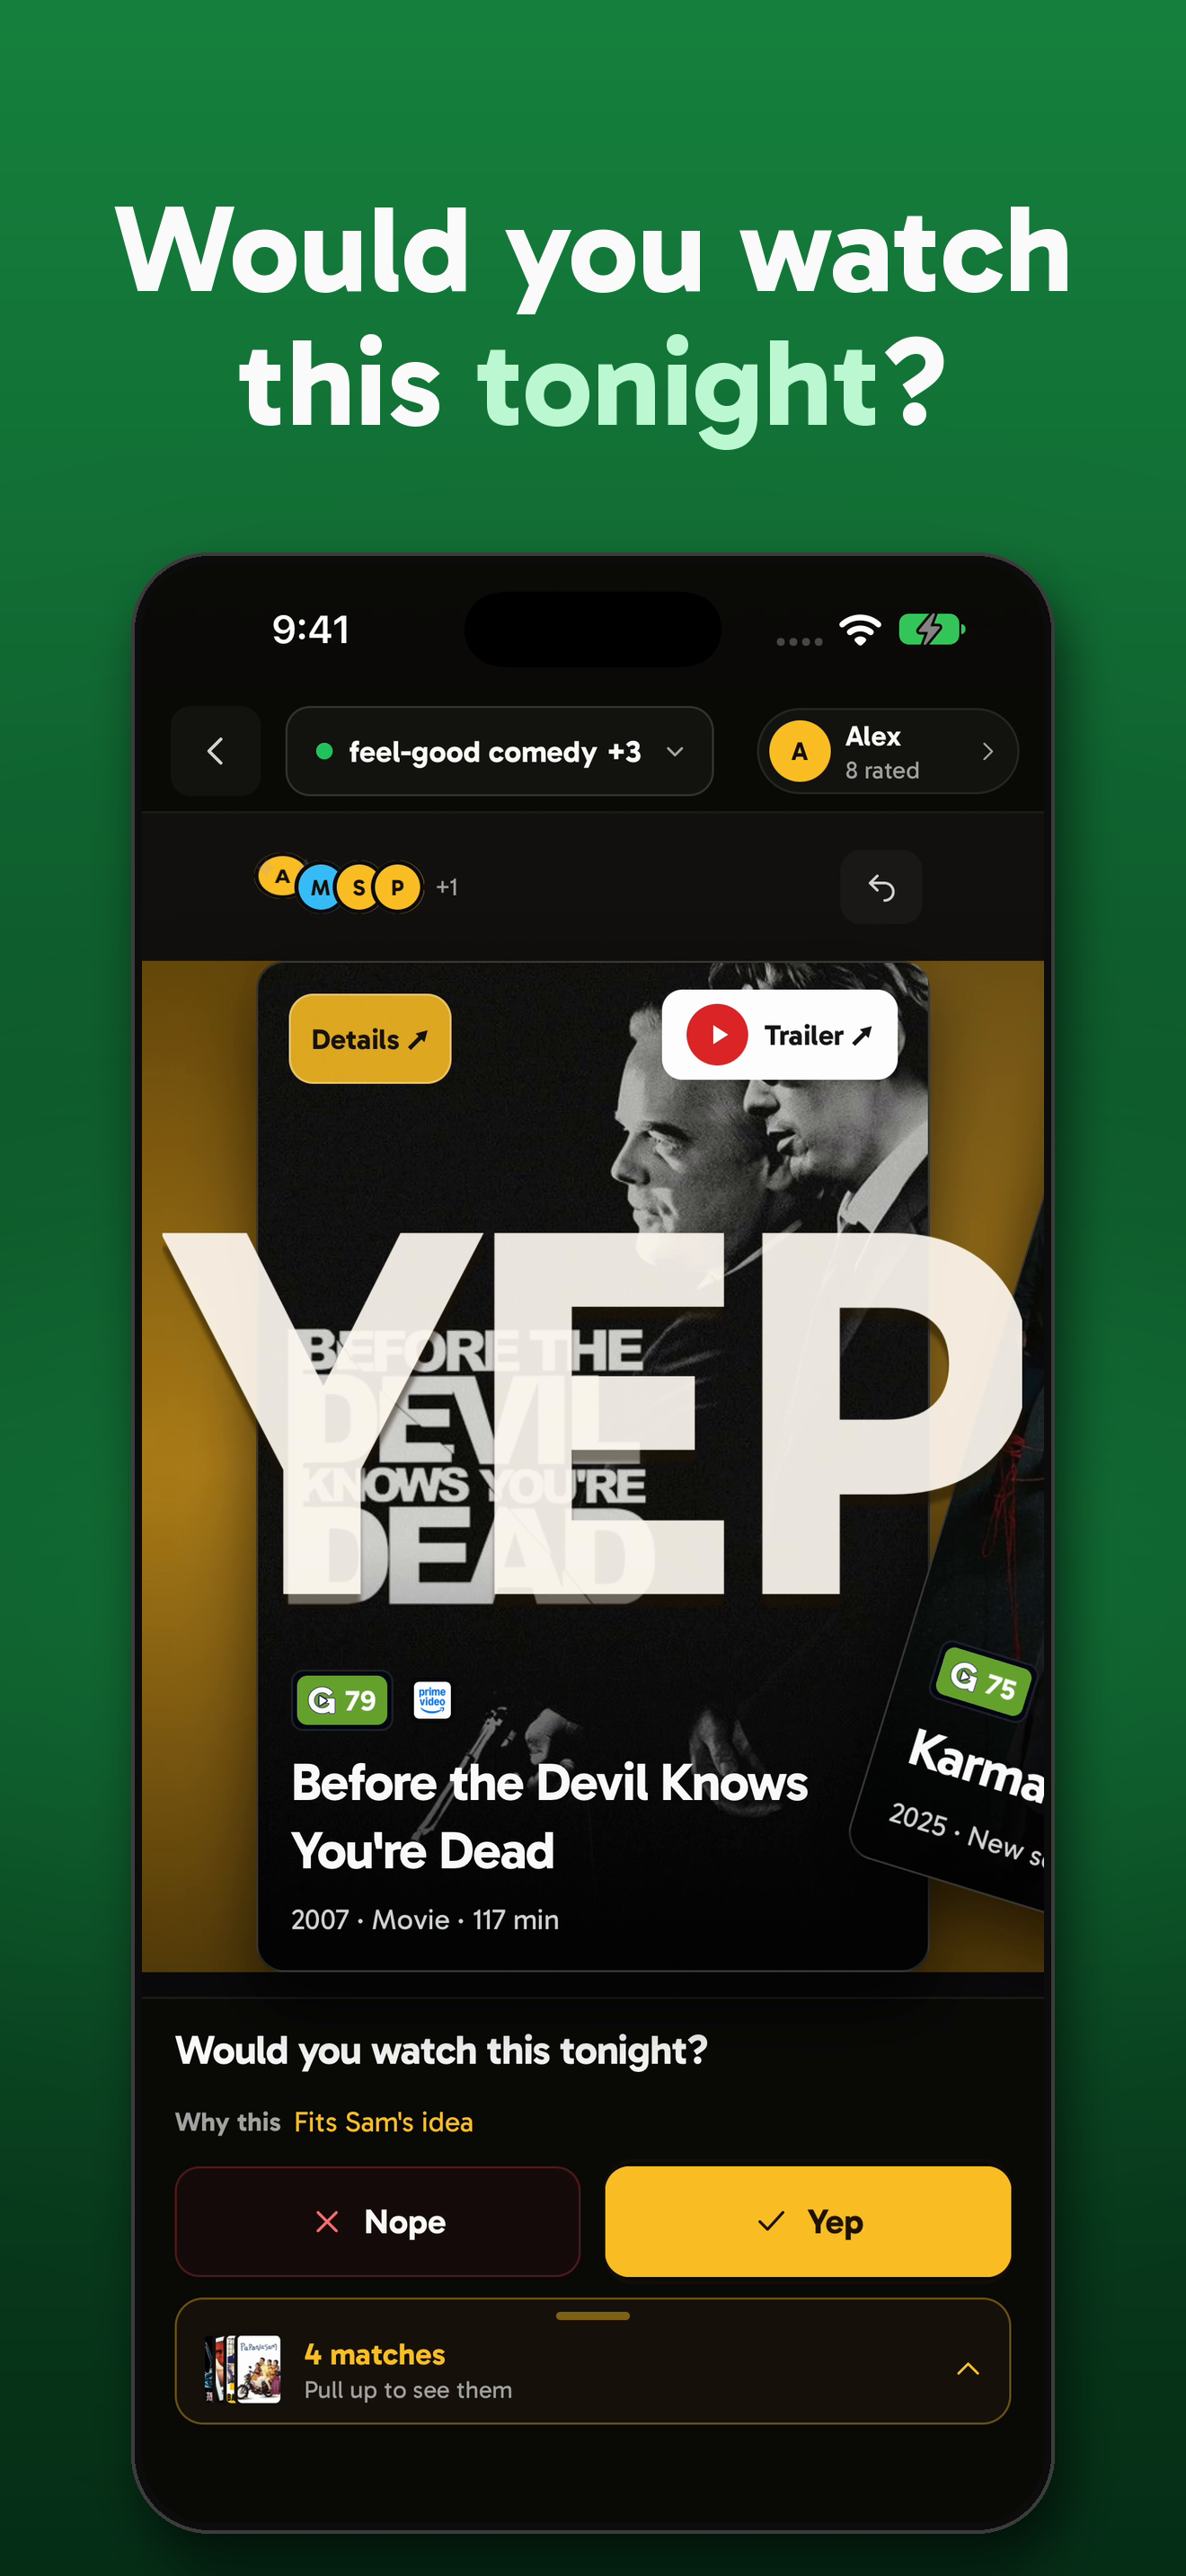 Would you watch
this tonight?
9:41
feel-good comedy +3
A
Alex
8 rated
A M S P +1
Details ↗
Trailer ↗
YEP
BEFORE THE
DEVIL
KNOWS YOU'RE
DEAD
G 79
prime video
G 75
Before the Devil Knows
You're Dead
2007 · Movie · 117 min
Karma
2025 · New
Would you watch this tonight?
Why this Fits Sam's idea
Nope
Yep
4 matches
Pull up to see them